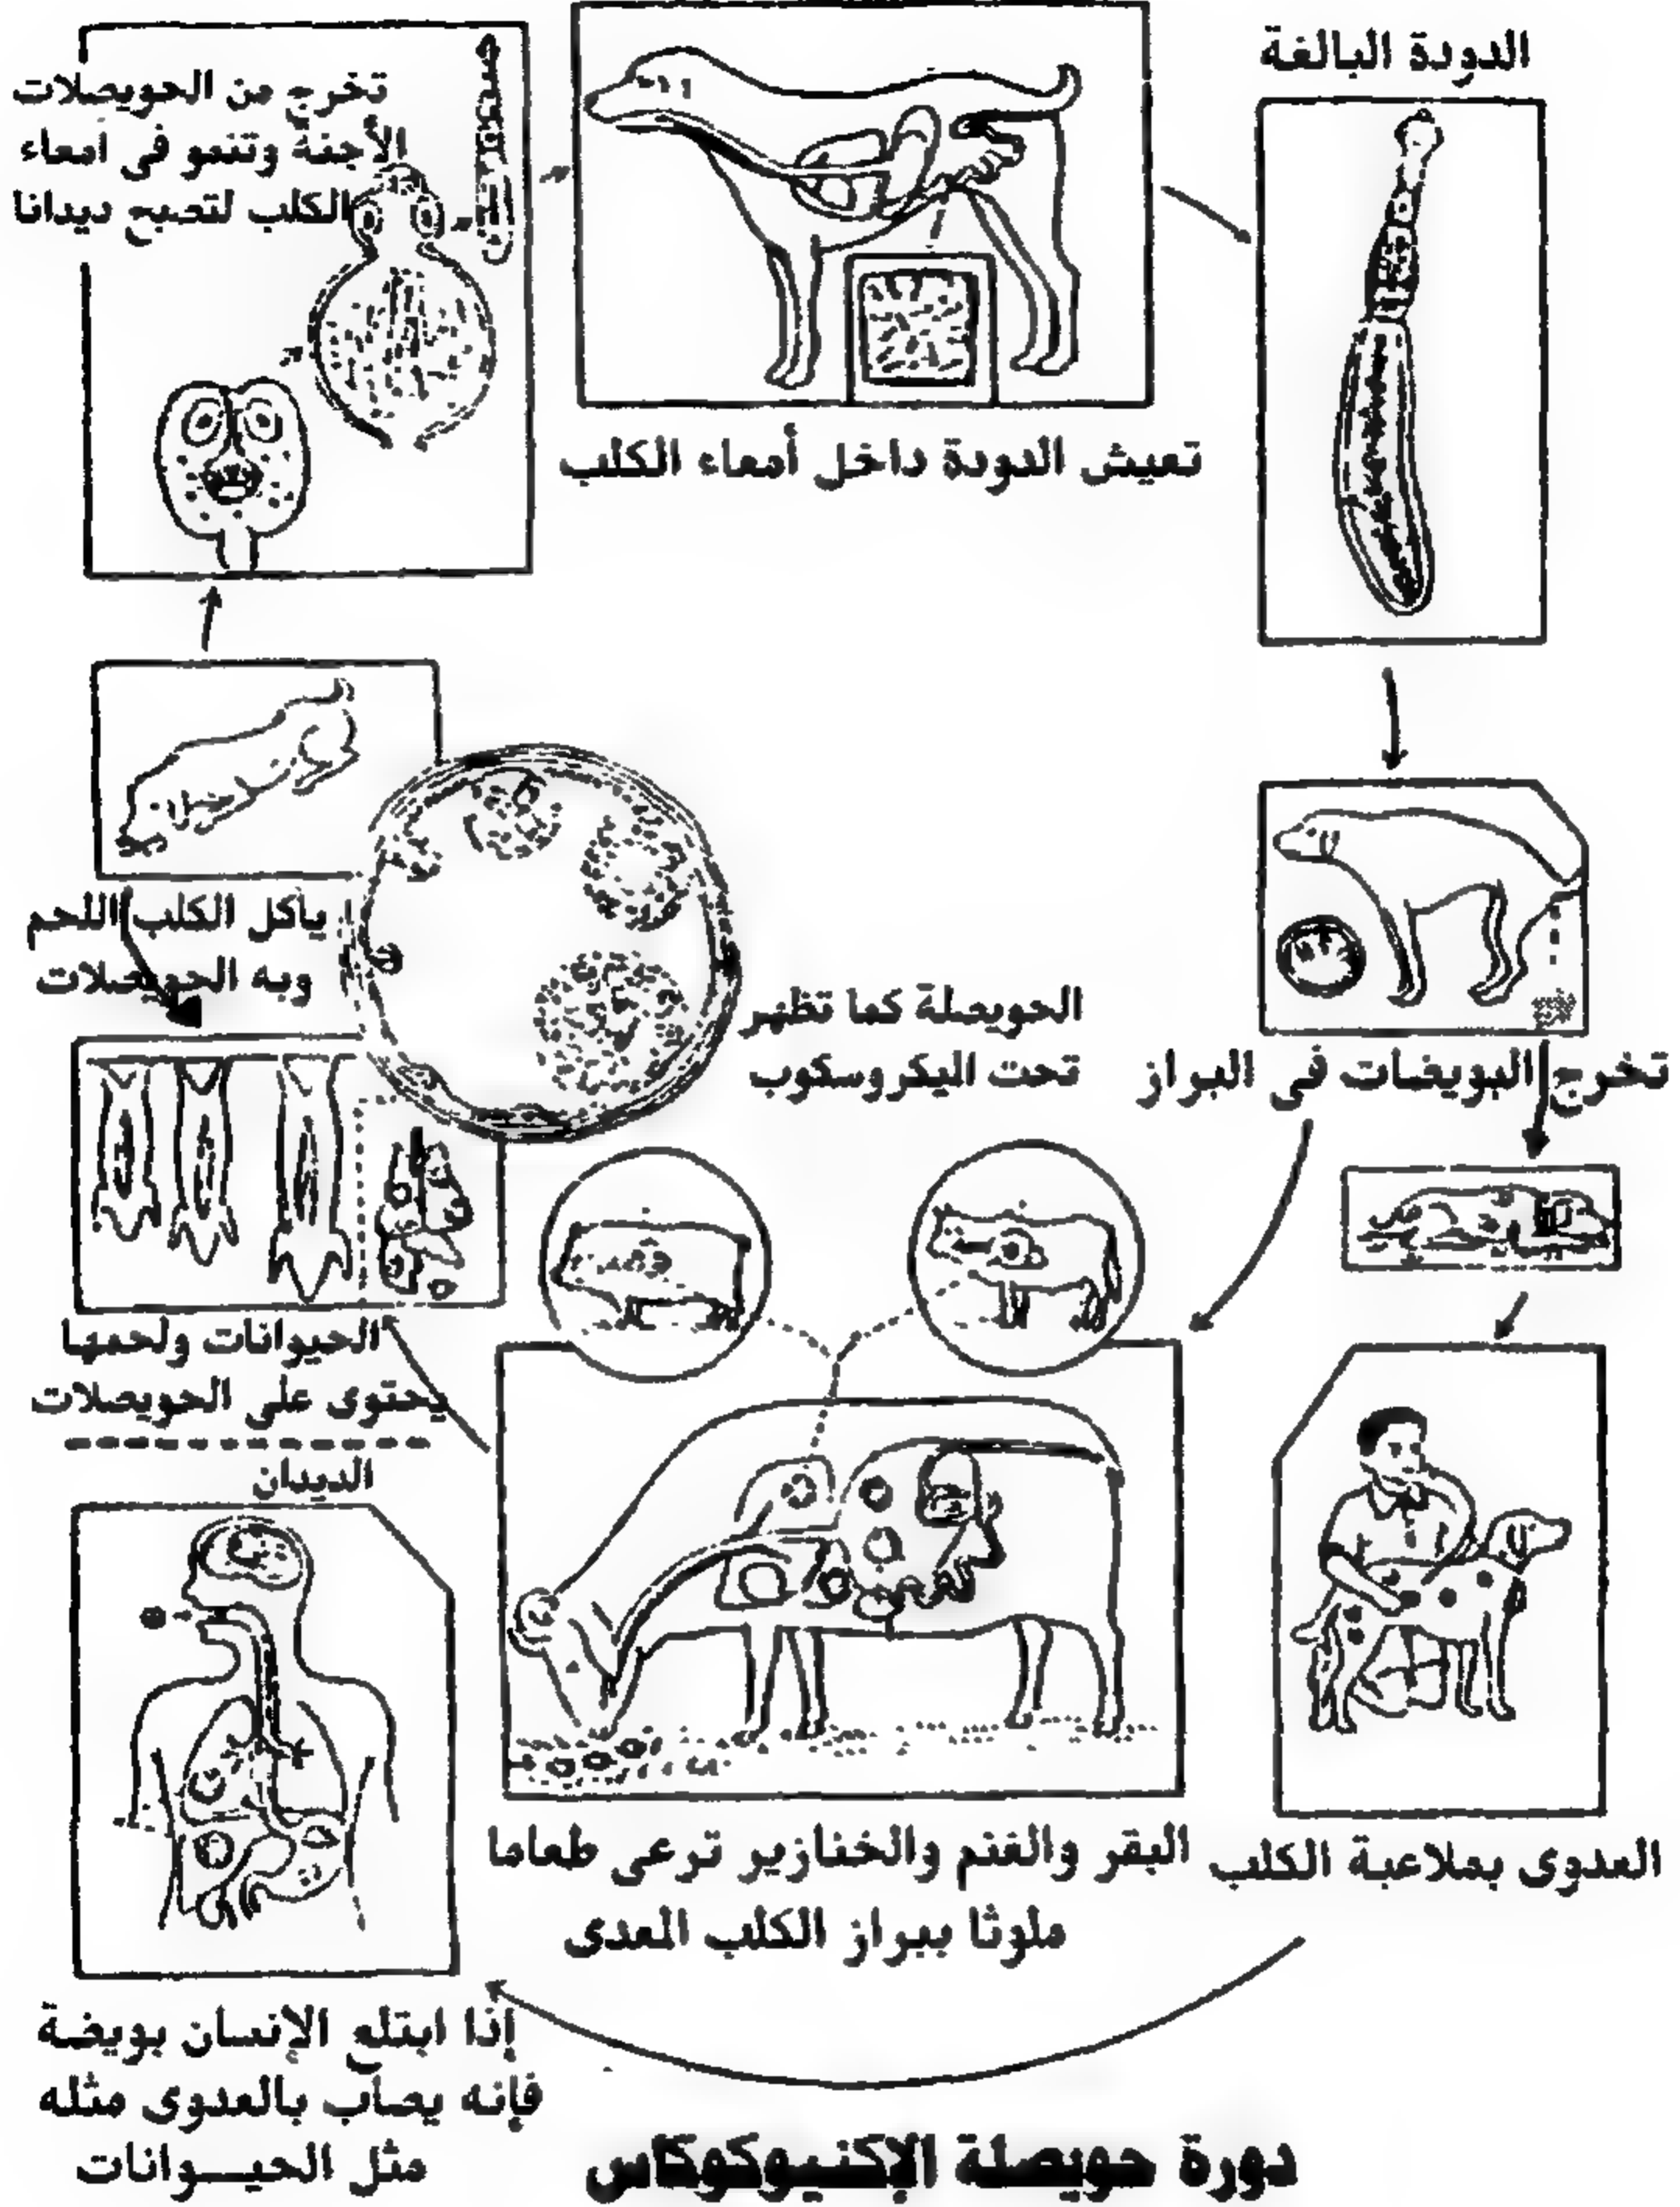 الدودة البالغة
تخرج من الحويصلات
الأجنة وتنمو فى أمعاء
الكلب لتصبح ديدانا
تعيش الدودة داخل أمعاء الكلب
يأكل الكلب اللحم
وبه الحويصلات
الحويصلة كما تظهر
تحت الميكروسكوب
تخرج البويضات فى البراز
الحيوانات ولحمها
يحتوى على الحويصلات
الديدان
العدوى بملاعبة الكلب
البقر والغنم والخنازير ترعى طعاما
ملوثا ببراز الكلب المعدى
إذا ابتلع الإنسان بويضة
فإنه يصاب بالعدوى مثله
مثل الحيـــوانات
دورة حويصلة الإكنيوكوكاس